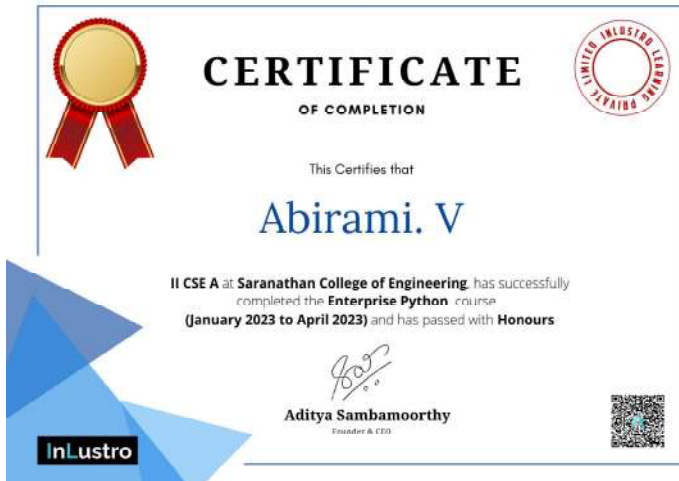 CERTIFICATE
OF COMPLETION
INLUSTRO LEARNING PRIVATE LIMITED
This Certifies that
Abirami. V
II CSE A at Saranathan College of Engineering, has successfully
completed the Enterprise Python course
(January 2023 to April 2023) and has passed with Honours
Aditya Sambamoorthy
Founder & CEO
InLustro